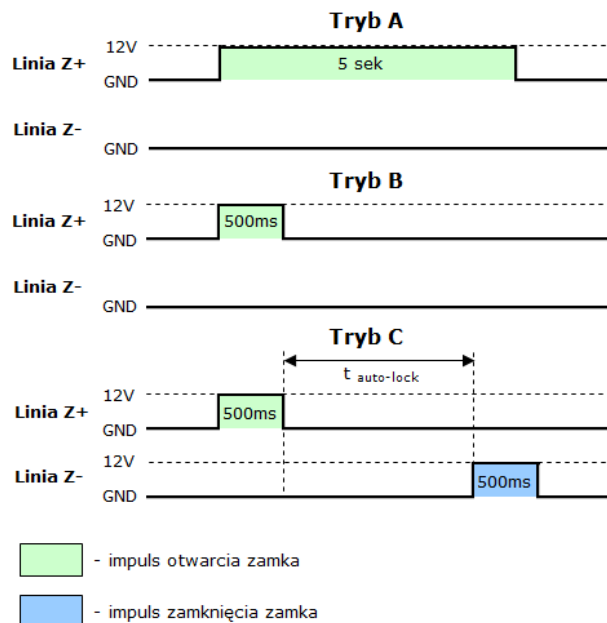 Tryb A
12V
Linia Z+
5 sek
GND
Linia Z-
GND
Tryb B
12V
Linia Z+
500ms
GND
Linia Z-
GND
Tryb C
t auto-lock
12V
Linia Z+
500ms
GND
12V
Linia Z-
500ms
GND
- impuls otwarcia zamka
- impuls zamknięcia zamka